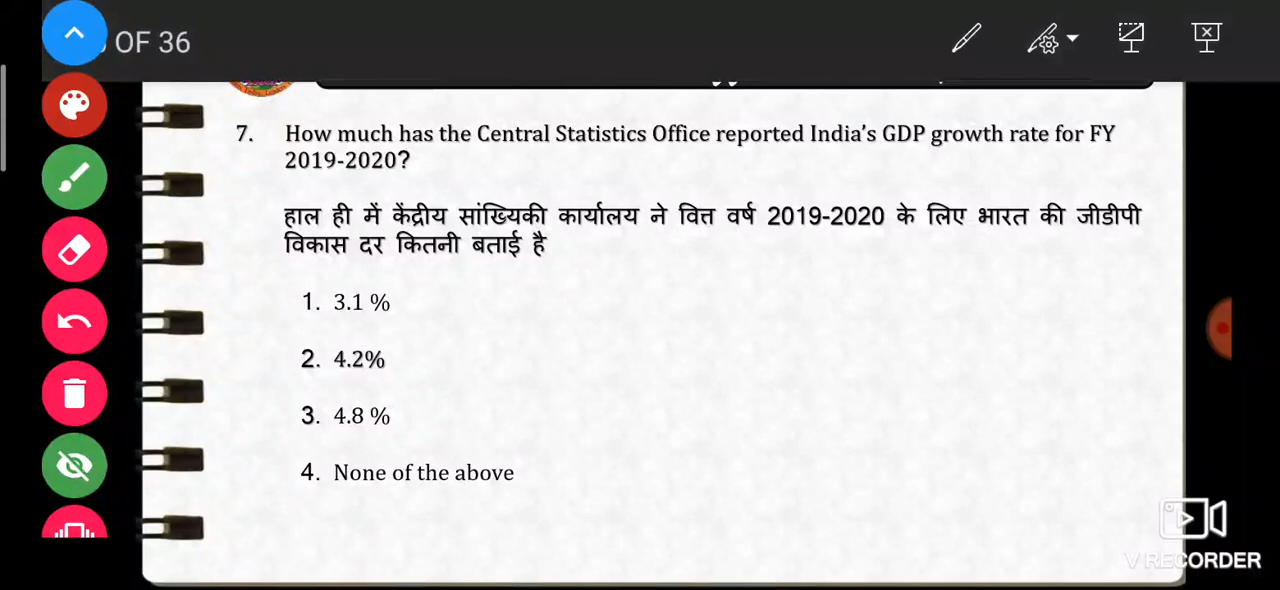 OF 36
7. How much has the Central Statistics Office reported India's GDP growth rate for FY
2019-2020?
हाल ही में केंद्रीय सांख्यिकी कार्यालय ने वित्त वर्ष 2019-2020 के लिए भारत की जीडीपी
विकास दर कितनी बताई है
1. 3.1 %
2. 4.2%
3. 4.8 %
4. None of the above
V RECORDER